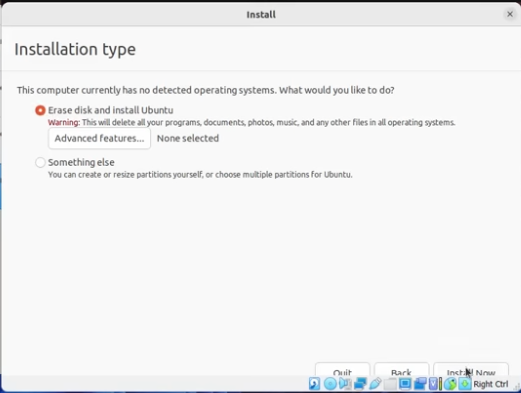 Install
Installation type
This computer currently has no detected operating systems. What would you like to do?
Erase disk and install Ubuntu
Warning: This will delete all your programs, documents, photos, music, and any other files in all operating systems.
Advanced features... None selected
Something else
You can create or resize partitions yourself, or choose multiple partitions for Ubuntu.
Quit Back Install Now
Right Ctrl